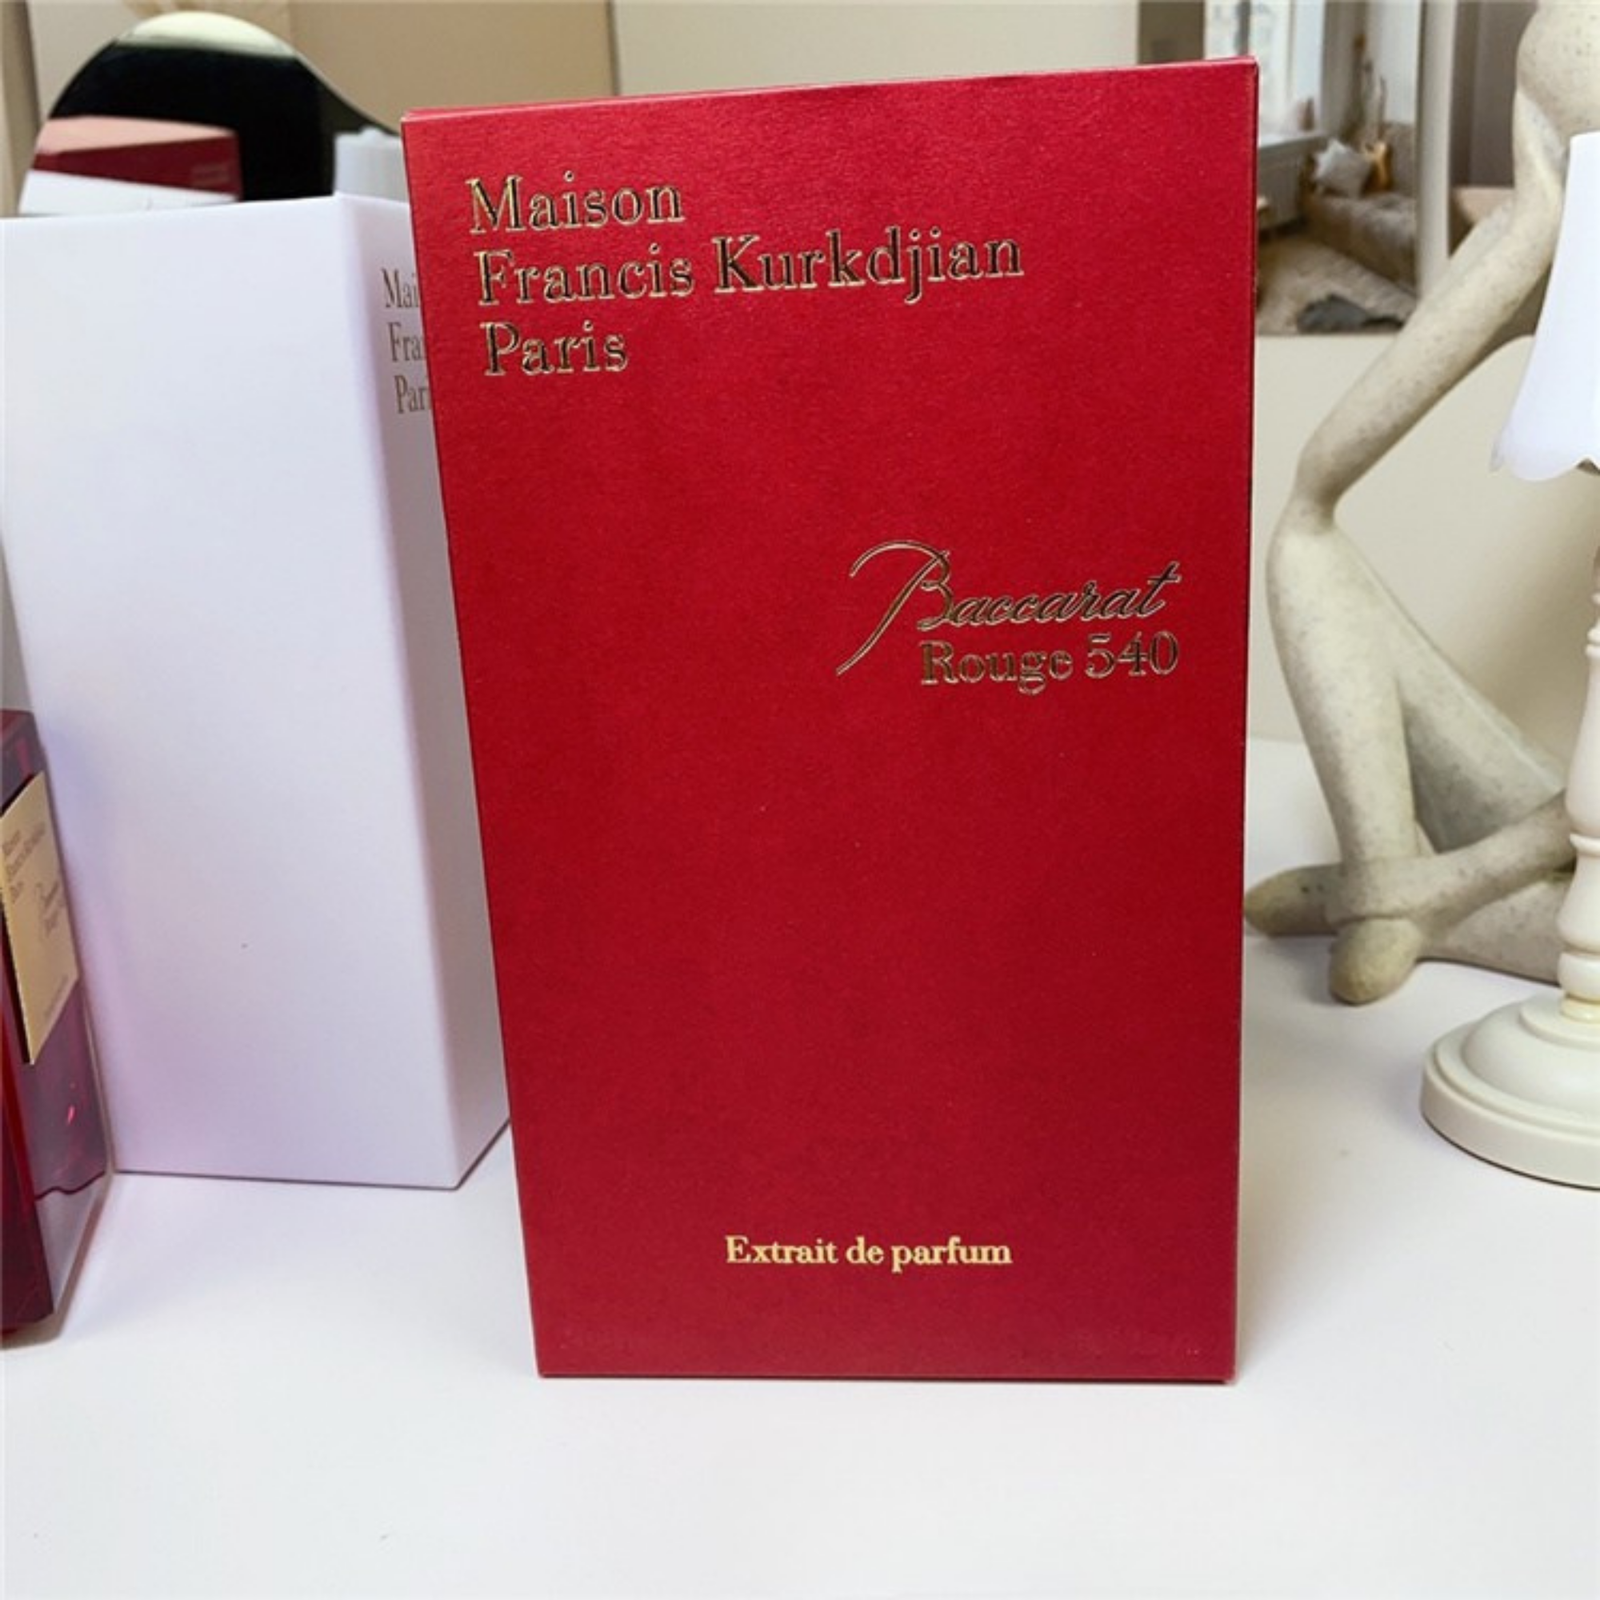 Maison
Francis Kurkdjian
Paris
Baccarat
Rouge 540
Extrait de parfum